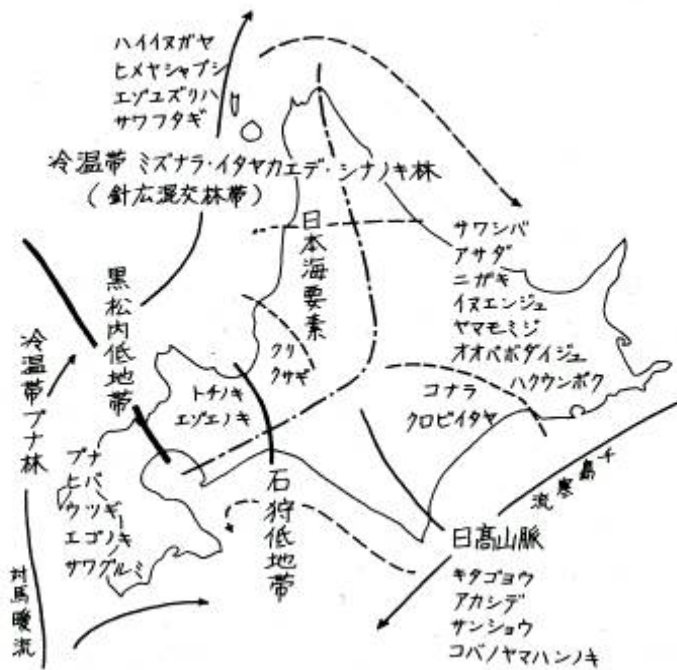 ハイイヌガヤ
ヒメヤシャブシ
エゾユズリハ
サワフタギ
冷温帯 ミズナラ・イタヤカエデ・シナノキ林
(針広混交林帯)
日本海要素
サワシバ
アサダ
ニガキ
イヌエンジュ
ヤマモミジ
オオバボダイジュ
ハクウンボク
黒松内低地帯
冷温帯ブナ林
クリ
クサギ
トチノキ
エゾエノキ
コナラ
クロビイタヤ
ブナ
ヒバ
ウツギ
エゴノキ
サワグルミ
石狩低地帯
千島寒流
日高山脈
対馬暖流
キタゴヨウ
アカシデ
サンショウ
コバノヤマハンノキ